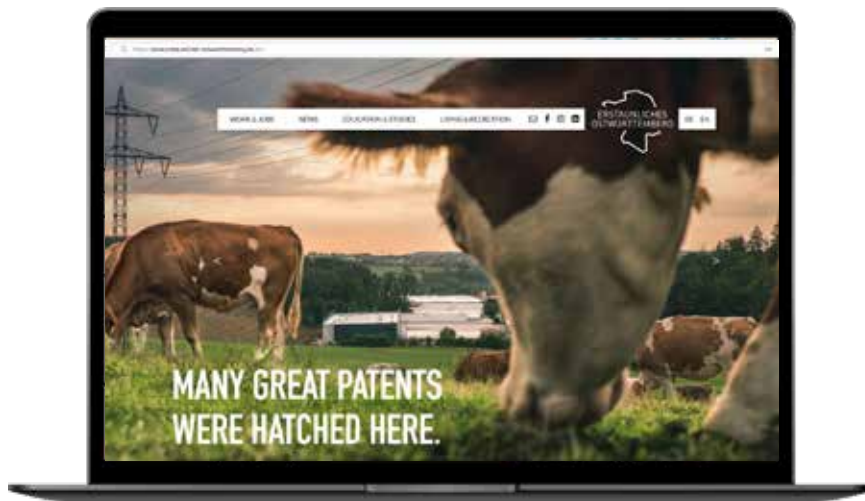 WORK & JOBS NEWS EDUCATION & STUDIES LIVING & RECREATION
ERSTAUNLICHES
OSTWÜRTTEMBERG
DE EN
MANY GREAT PATENTS
WERE HATCHED HERE.